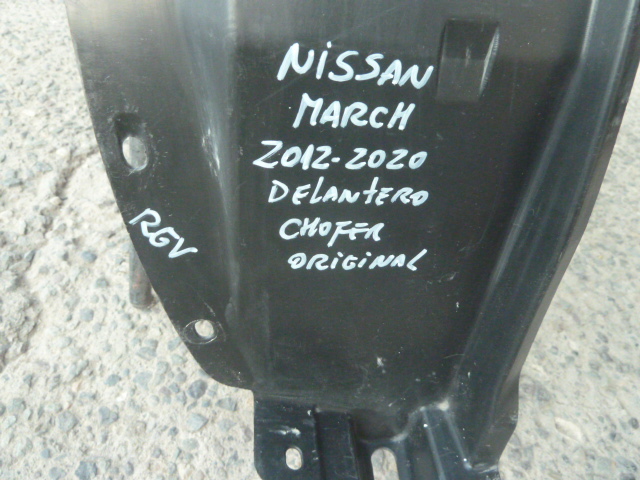 NiSSAN
MARCH
2012-2020
DELANtERO
CHOFER
ORiGiNAL
RGV